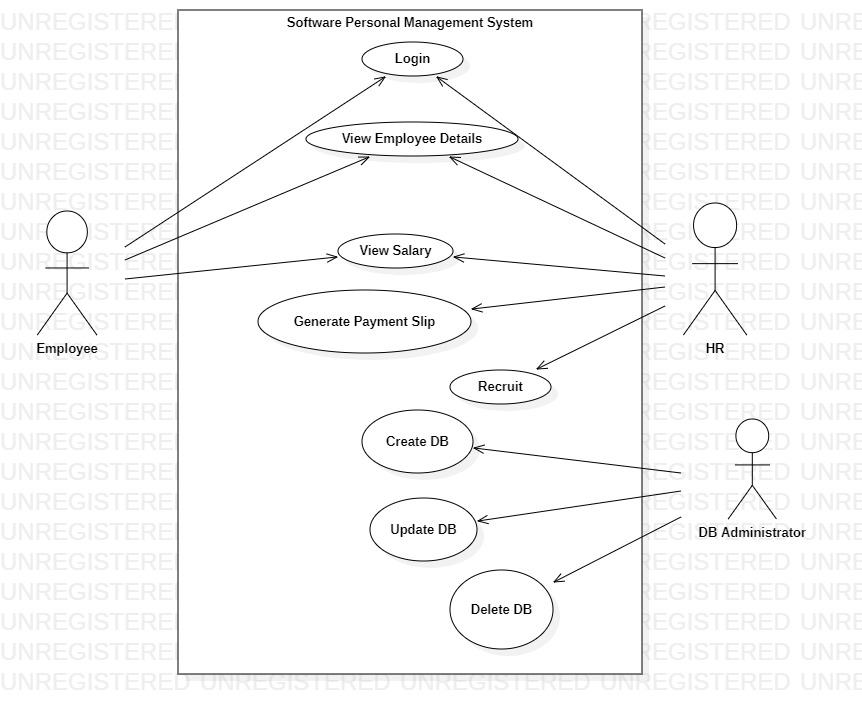 Software Personal Management System
Login
View Employee Details
View Salary
Generate Payment Slip
Employee
HR
Recruit
Create DB
Update DB
DB Administrator
Delete DB
UNREGISTERED UNREGISTERED UNREGISTERED UNREGISTERED UNRE